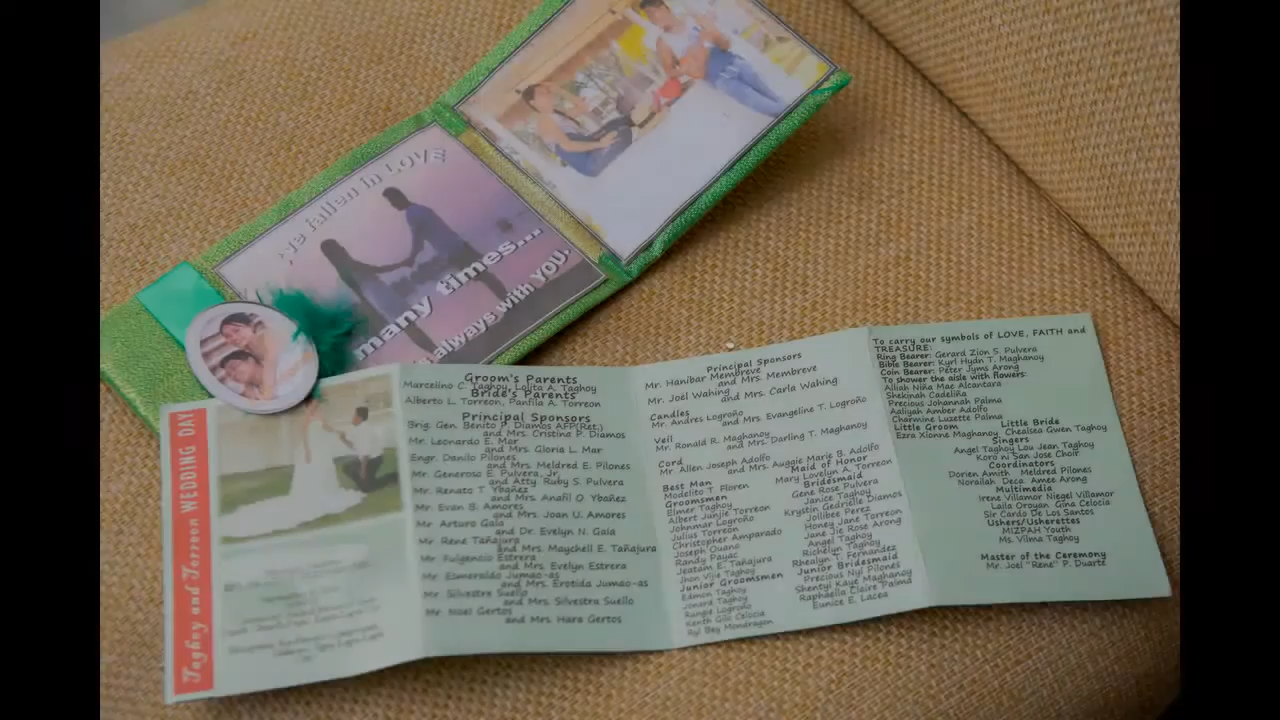 fallen in LOVE
many times...
always with YOU.
Taghoy and Torreon WEDDING DAY
Groom's Parents
Marcelino C. Taghoy, Lolita A. Taghoy
Bride's Parents
Alberto L. Torreon, Panfila A. Torreon
Principal Sponsors
Brig. Gen. Benito P. Diamos AFP(Ret.)
and Mrs. Cristina P. Diamos
Mr. Leonardo E. Mar
and Mrs. Gloria L. Mar
Engr. Danilo Pilones
and Mrs. Meldred E. Pilones
Mr. Generoso E. Pulvera, Jr.
and Atty. Ruby S. Pulvera
Mr. Renato T. Ybañez
and Mrs. Anafil O. Ybañez
Mr. Evan B. Amores
and Mrs. Joan U. Amores
Mr. Arturo Gala
and Dr. Evelyn N. Gala
Mr. Rene Tañajura
and Mrs. Maychell E. Tañajura
Mr. Fulgencio Estrera
and Mrs. Evelyn Estrera
Mr. Esmeraldo Jumao-as
and Mrs. Erotida Jumao-as
Mr. Silvestre Suello
and Mrs. Silvestra Suello
Mr. Noel Gertos
and Mrs. Hara Gertos
Principal Sponsors
Mr. Hanibar Membreve
and Mrs. Membreve
Mr. Joel Wahing
and Mrs. Carla Wahing
Candles
Mr. Andres Logroño
and Mrs. Evangeline T. Logroño
Veil
Mr. Ronald R. Maghanoy
and Mrs. Darling T. Maghanoy
Cord
Mr. Allen Joseph Adolfo
and Mrs. Auggie Marie B. Adolfo
Best Man
Modelito T. Floren
Groomsmen
Elmer Taghoy
Albert Junjie Torreon
Johnmar Logroño
Julius Torreon
Christopher Amparado
Joseph Ouano
Randy Payac
Jeatam E. Tañajura
Jhon Vije Taghoy
Junior Groomsmen
Edmon Taghoy
Jonard Taghoy
Rungie Logroño
Kenth Gilo Celocia
Ryl Bey Mondragon
Maid of Honor
Mary Lovelyn A. Torreon
Bridesmaid
Gene Rose Pulvera
Janice Taghoy
Krystin Gedrielle Diamos
Jollibee Perez
Honey Jane Torreon
Jane Jie Rose Arong
Angel Taghoy
Richelyn Taghoy
Rhealyn T. Fernandez
Junior Bridesmaid
Precious Nyl Pilones
Shentyl Kaye Maghanoy
Raphaella Claire Palma
Eunice E. Lacea
To carry our symbols of LOVE, FAITH and
TREASURE:
Ring Bearer: Gerard Zion S. Pulvera
Bible Bearer: Kyrl Hydn T. Maghanoy
Coin Bearer: Peter Jyms Arong
To shower the aisle with flowers:
Alliah Niña Mae Alcantara
Shekinah Cadeliña
Precious Johannah Palma
Aaliyah Amber Adolfo
Charmine Luzette Palma
Little Groom Little Bride
Ezra Xionne Maghanoy Chealsea Gwen Taghoy
Singers
Angel Taghoy Lou Jean Taghoy
Koro ni San Jose Choir
Coordinators
Dorien Amith Meldred Pilones
Norailah Deca Amee Arong
Multimedia
Irene Villamor Niegel Villamor
Laila Oroyan Gina Celocia
Sir Cardo De Los Santos
Ushers/Usherettes
MIZPAH Youth
Ms. Vilma Taghoy
Master of the Ceremony
Mr. Joel "Rene" P. Duarte